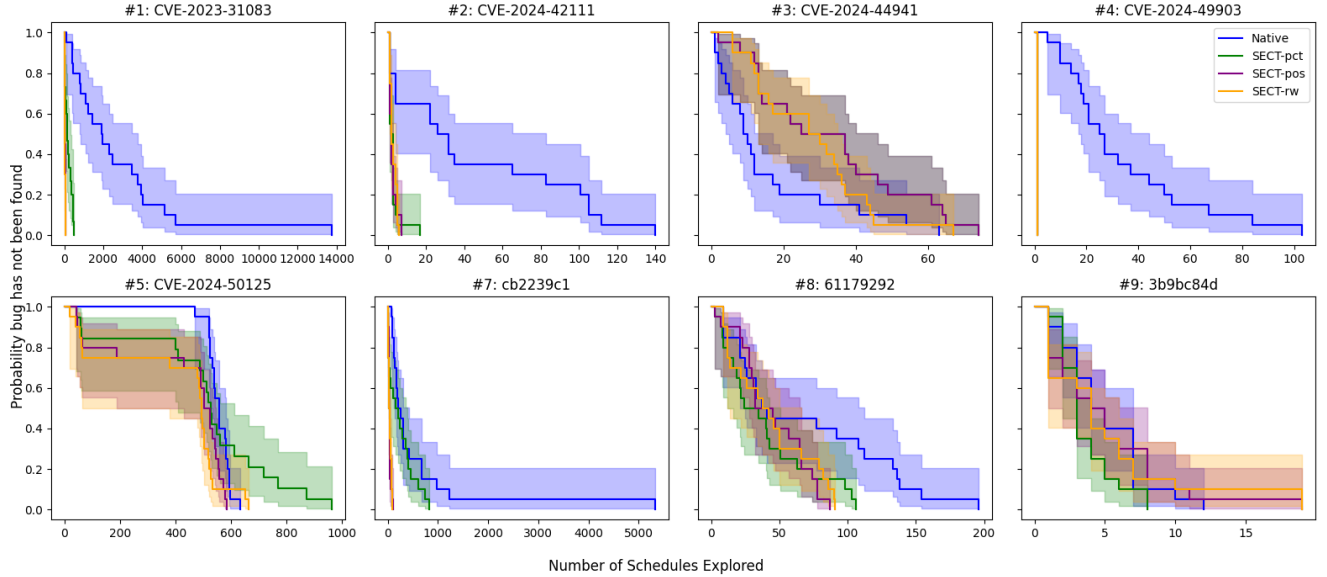 #1: CVE-2023-31083
#2: CVE-2024-42111
#3: CVE-2024-44941
#4: CVE-2024-49903
Native
SECT-pct
SECT-pos
SECT-rw
1.0
0.8
0.6
0.4
0.2
0.0
0 2000 4000 6000 8000 10000 12000 14000
0 20 40 60 80 100 120 140
0 20 40 60
0 20 40 60 80 100
Probability bug has not been found
#5: CVE-2024-50125
#7: cb2239c1
#8: 61179292
#9: 3b9bc84d
1.0
0.8
0.6
0.4
0.2
0.0
0 200 400 600 800 1000
0 1000 2000 3000 4000 5000
0 50 100 150 200
0 5 10 15
Number of Schedules Explored